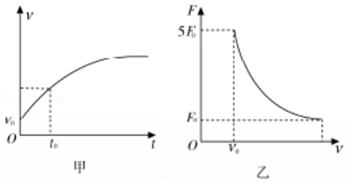 v
v₀
O
t₀
t
甲
F
5F₀
F₀
O
v₀
v
乙